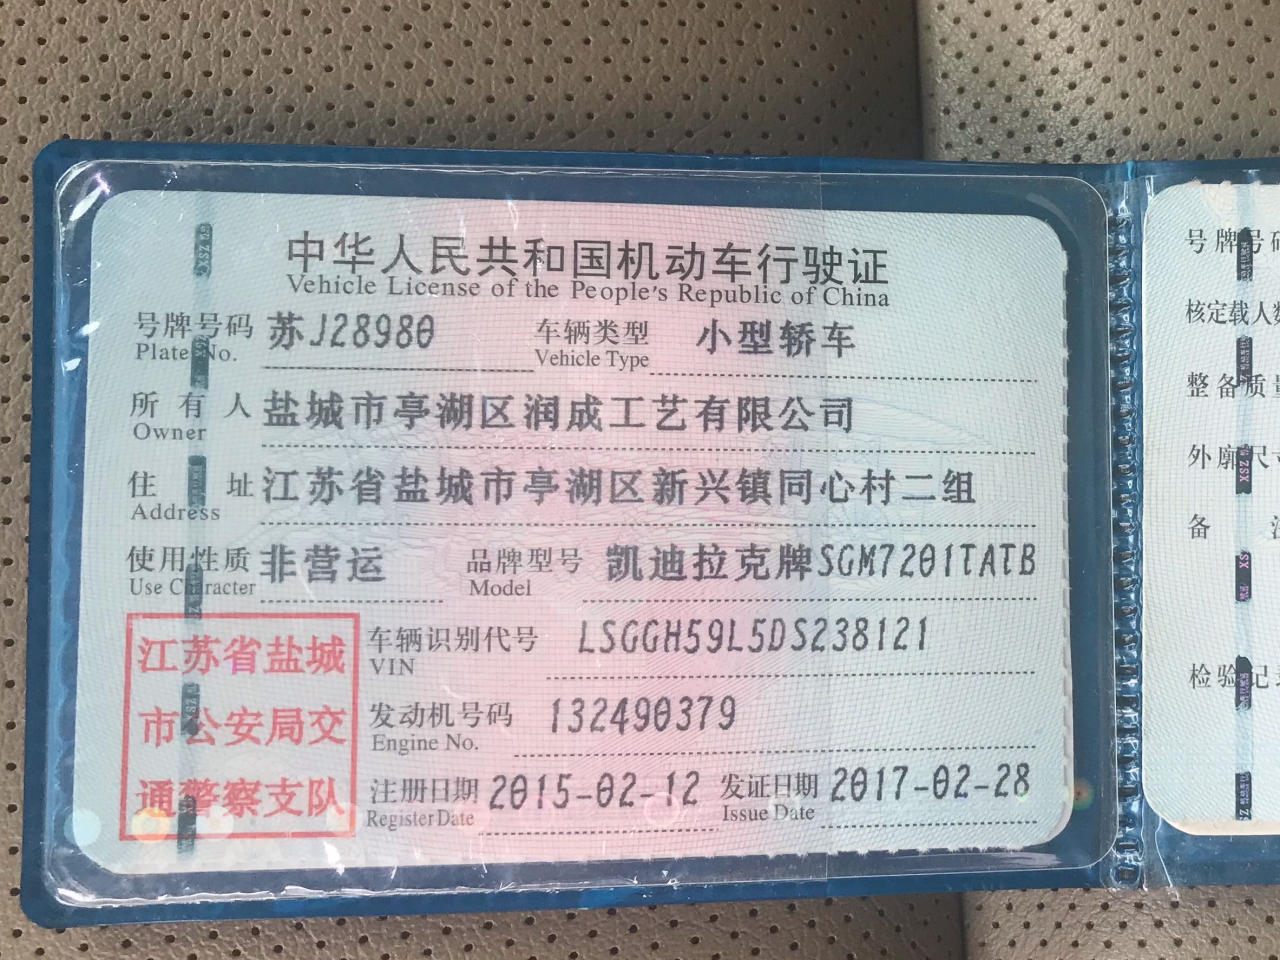 中华人民共和国机动车行驶证
Vehicle License of the People's Republic of China
号牌号码 苏J28980 车辆类型 小型轿车
Plate No. Vehicle Type
所有人 盐城市亭湖区润成工艺有限公司
Owner
住址 江苏省盐城市亭湖区新兴镇同心村二组
Address
使用性质 非营运 品牌型号 凯迪拉克牌SGM7201TATB
Use Character Model
江苏省盐城
市公安局交
通警察支队
车辆识别代号 LSGGH59L5DS238121
VIN
发动机号码 132490379
Engine No.
注册日期 2015-02-12 发证日期 2017-02-28
Register Date Issue Date
号牌号码
核定载人数
整备质量
外廓尺寸
备
检验记录